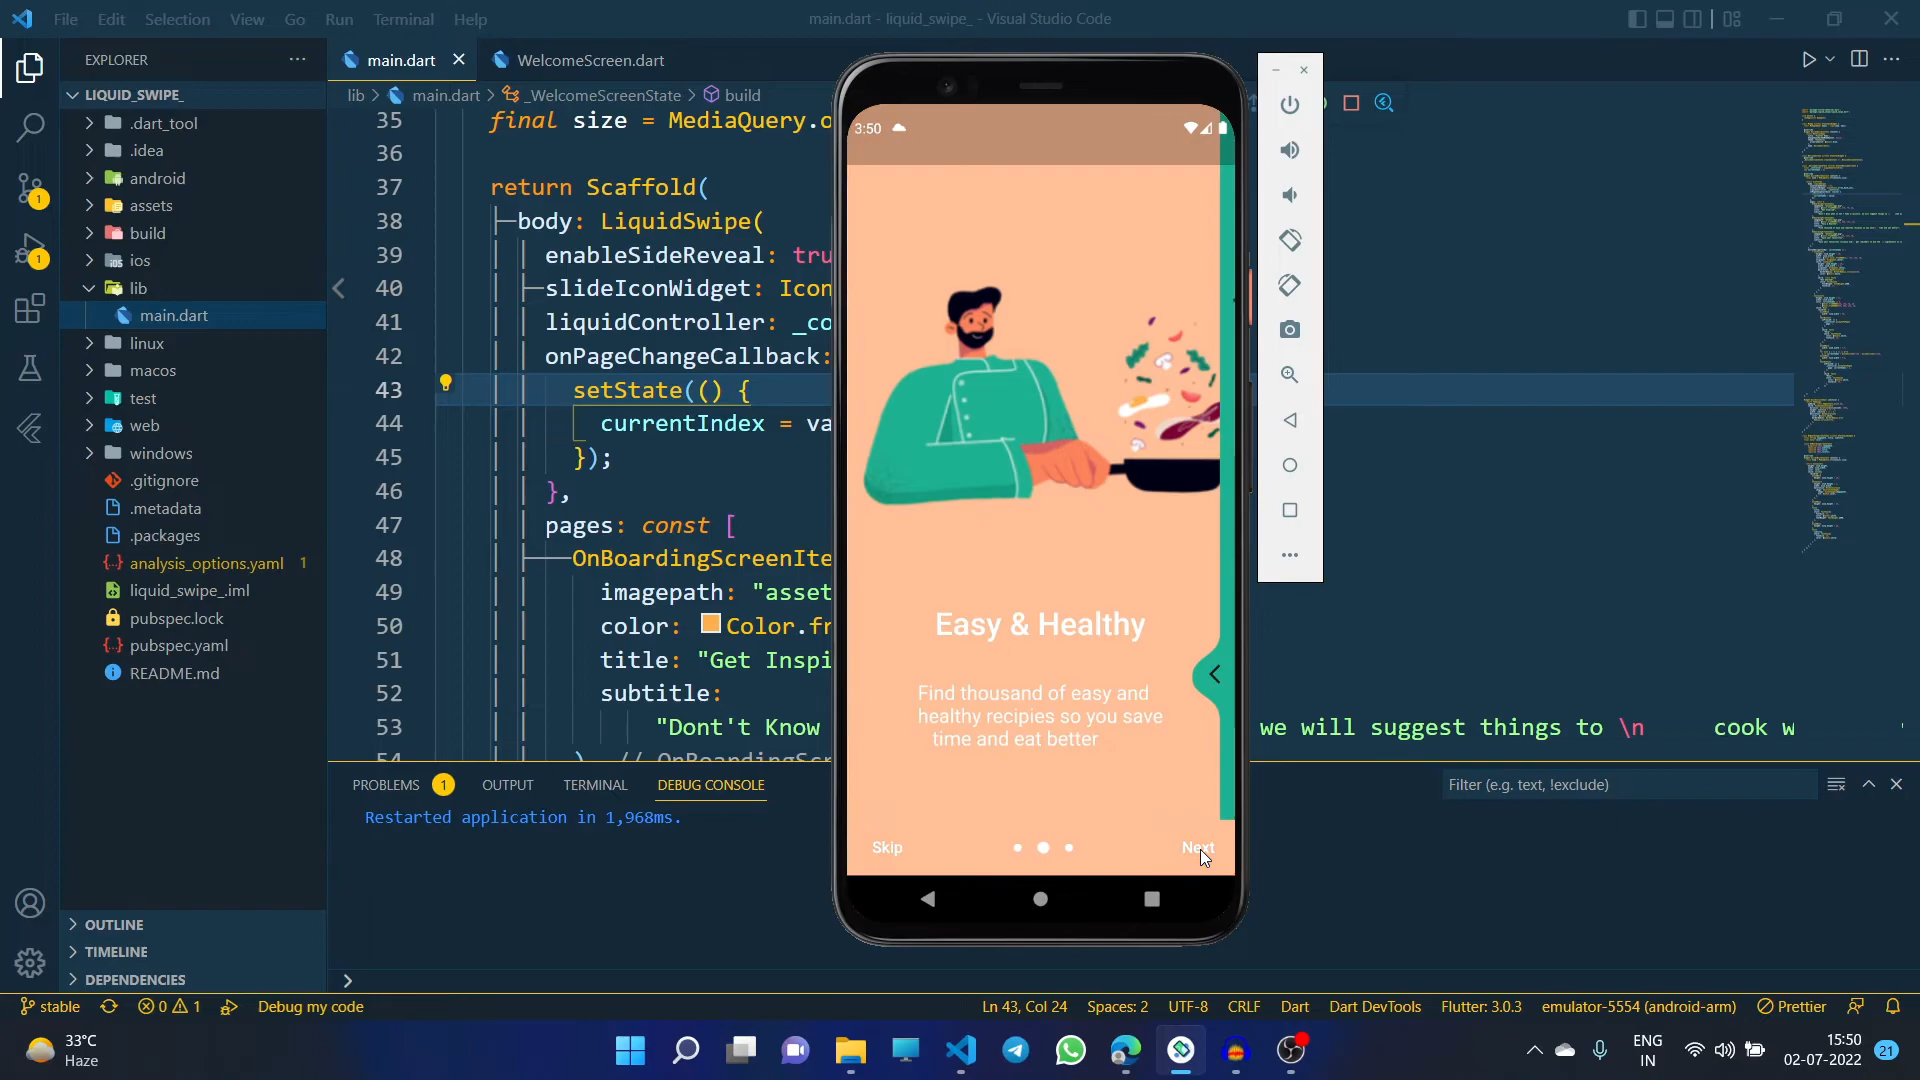 File Edit Selection View Go Run Terminal Help
main.dart - liquid_swipe_ - Visual Studio Code
EXPLORER
LIQUID_SWIPE_
.dart_tool
.idea
android
assets
build
ios
lib
main.dart
linux
macos
test
web
windows
.gitignore
.metadata
.packages
analysis_options.yaml 1
liquid_swipe_.iml
pubspec.lock
pubspec.yaml
README.md
OUTLINE
TIMELINE
DEPENDENCIES
main.dart
WelcomeScreen.dart
lib > main.dart > _WelcomeScreenState > build
35 final size = MediaQuery.o
36
37 return Scaffold(
38 body: LiquidSwipe(
39 enableSideReveal: tru
40 slideIconWidget: Icon
41 liquidController: _co
42 onPageChangeCallback:
43 setState(() {
44 currentIndex = va
45 });
46 },
47 pages: const [
48 OnBoardingScreenIte
49 imagepath: "asset
50 color: Color.fr
51 title: "Get Inspi
52 subtitle:
53 "Dont't Know
we will suggest things to \n cook w
54 ) // OnBoardingScr
3:50
Easy & Healthy
Find thousand of easy and
healthy recipies so you save
time and eat better
Skip
Next
PROBLEMS 1 OUTPUT TERMINAL DEBUG CONSOLE
Filter (e.g. text, !exclude)
Restarted application in 1,968ms.
stable 0 1 Debug my code
Ln 43, Col 24 Spaces: 2 UTF-8 CRLF Dart Dart DevTools Flutter: 3.0.3 emulator-5554 (android-arm) Prettier
33°C
Haze
ENG
IN
15:50
02-07-2022
21